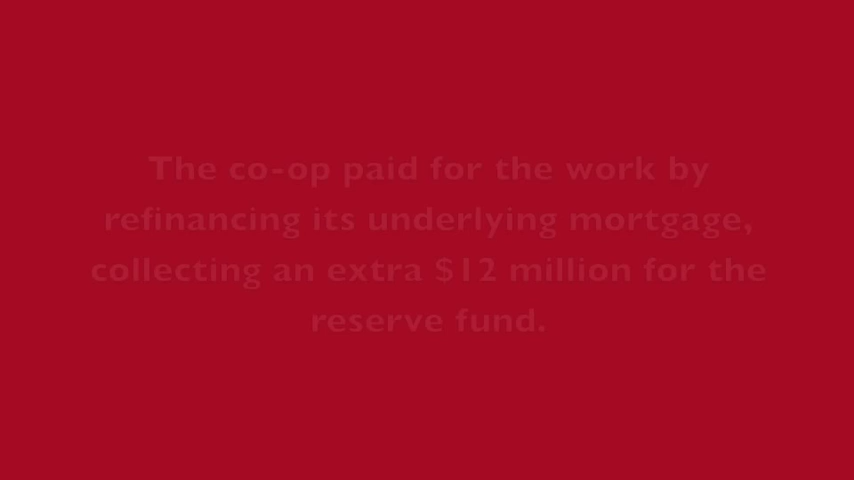 The co-op paid for the work by
refinancing its underlying mortgage,
collecting an extra $12 million for the
reserve fund.